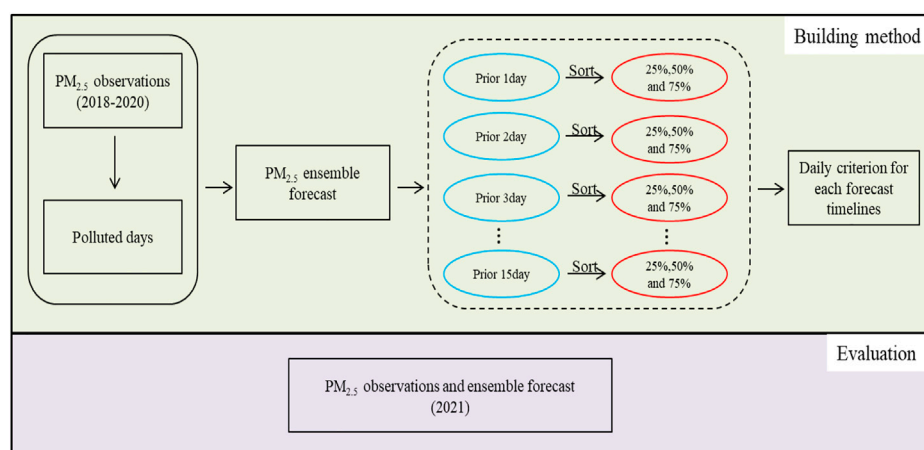 Building method
PM2.5 observations
(2018-2020)
Polluted days
PM2.5 ensemble
forecast
Prior 1day
Sort
25%,50%
and 75%
Prior 2day
Sort
25%,50%
and 75%
Prior 3day
Sort
25%,50%
and 75%
Prior 15day
Sort
25%,50%
and 75%
Daily criterion for
each forecast
timelines
Evaluation
PM2.5 observations and ensemble forecast
(2021)